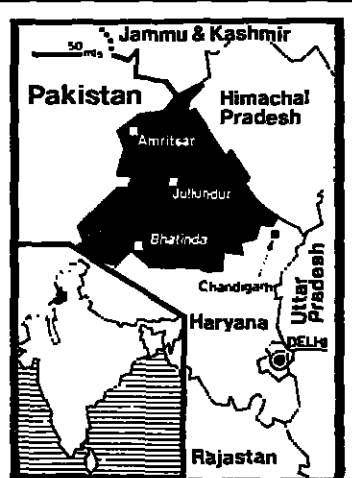 Jammu & Kashmir
50 mls
Pakistan
Himachal
Pradesh
Amritsar
Jullundur
Bhatinda
Chandigarh
Uttar
Pradesh
Haryana
DELHI
Rajastan